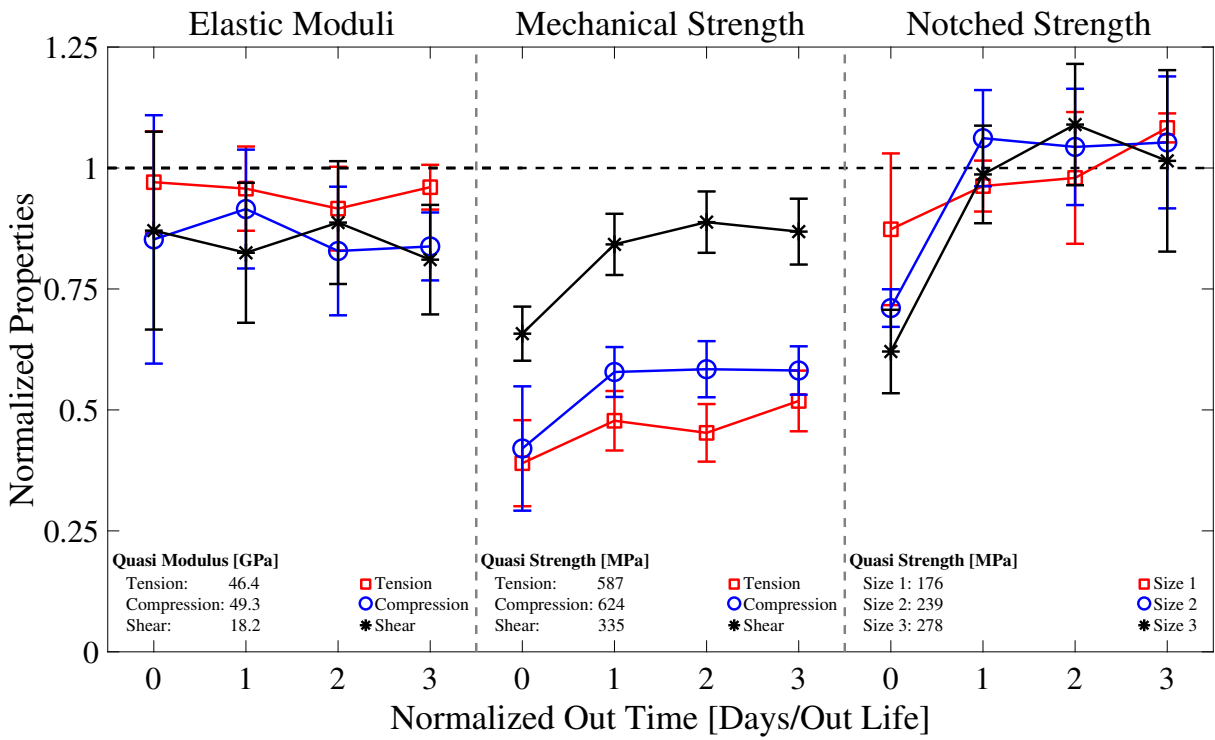 Elastic Moduli Mechanical Strength Notched Strength
1.25
1
0.75
0.5
0.25
0
Normalized Properties
Quasi Modulus [GPa]
Tension: 46.4
Compression: 49.3
Shear: 18.2
Tension
Compression
Shear
Quasi Strength [MPa]
Tension: 587
Compression: 624
Shear: 335
Tension
Compression
Shear
Quasi Strength [MPa]
Size 1: 176
Size 2: 239
Size 3: 278
Size 1
Size 2
Size 3
0 1 2 3 0 1 2 3 0 1 2 3
Normalized Out Time [Days/Out Life]